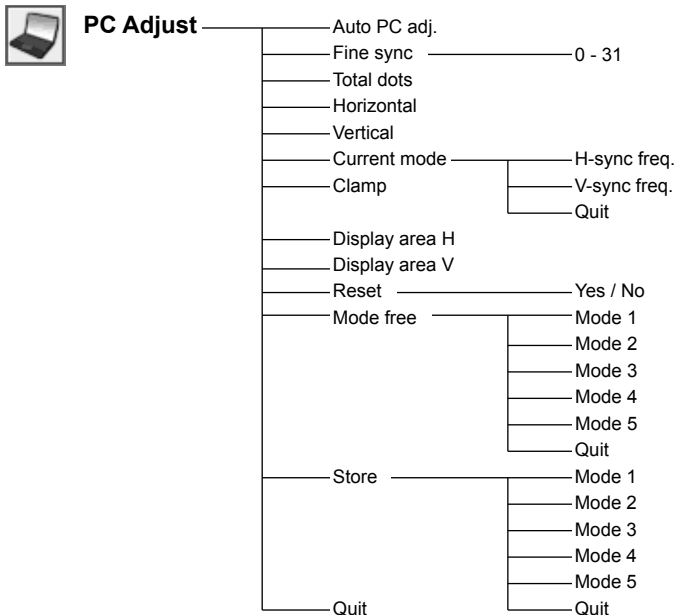 PC Adjust Auto PC adj.
Fine sync 0 - 31
Total dots
Horizontal
Vertical
Current mode H-sync freq.
Clamp V-sync freq.
Quit
Display area H
Display area V
Reset Yes / No
Mode free Mode 1
Mode 2
Mode 3
Mode 4
Mode 5
Quit
Store Mode 1
Mode 2
Mode 3
Mode 4
Mode 5
Quit Quit